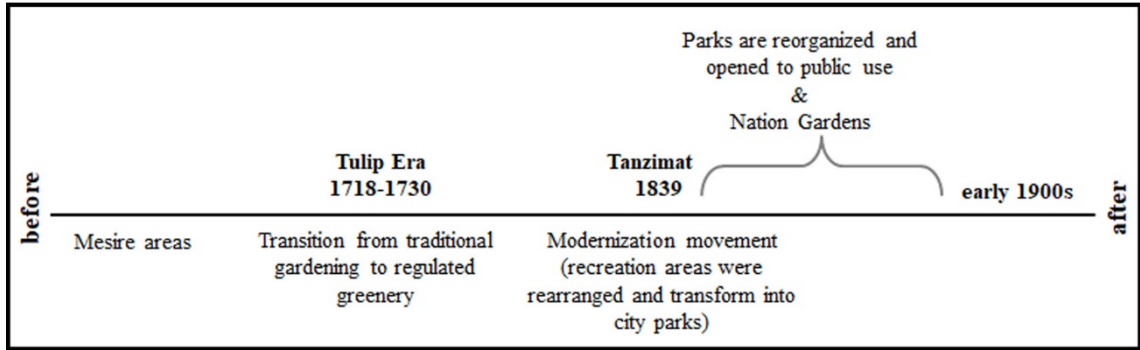 Parks are reorganized and
opened to public use
&
Nation Gardens
Tulip Era
1718-1730
Tanzimat
1839
early 1900s
before
after
Mesire areas
Transition from traditional
gardening to regulated
greenery
Modernization movement
(recreation areas were
rearranged and transform into
city parks)